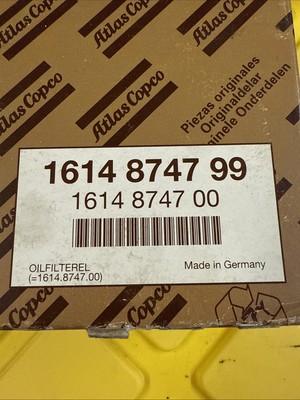 Atlas Copco
Atlas Copco
Atlas Copco
Piezas originales
Originaldelar
ginele Onderdelen
1614 8747 99
1614 8747 00
OILFILTEREL
(=1614.8747.00)
Made in Germany
Copco